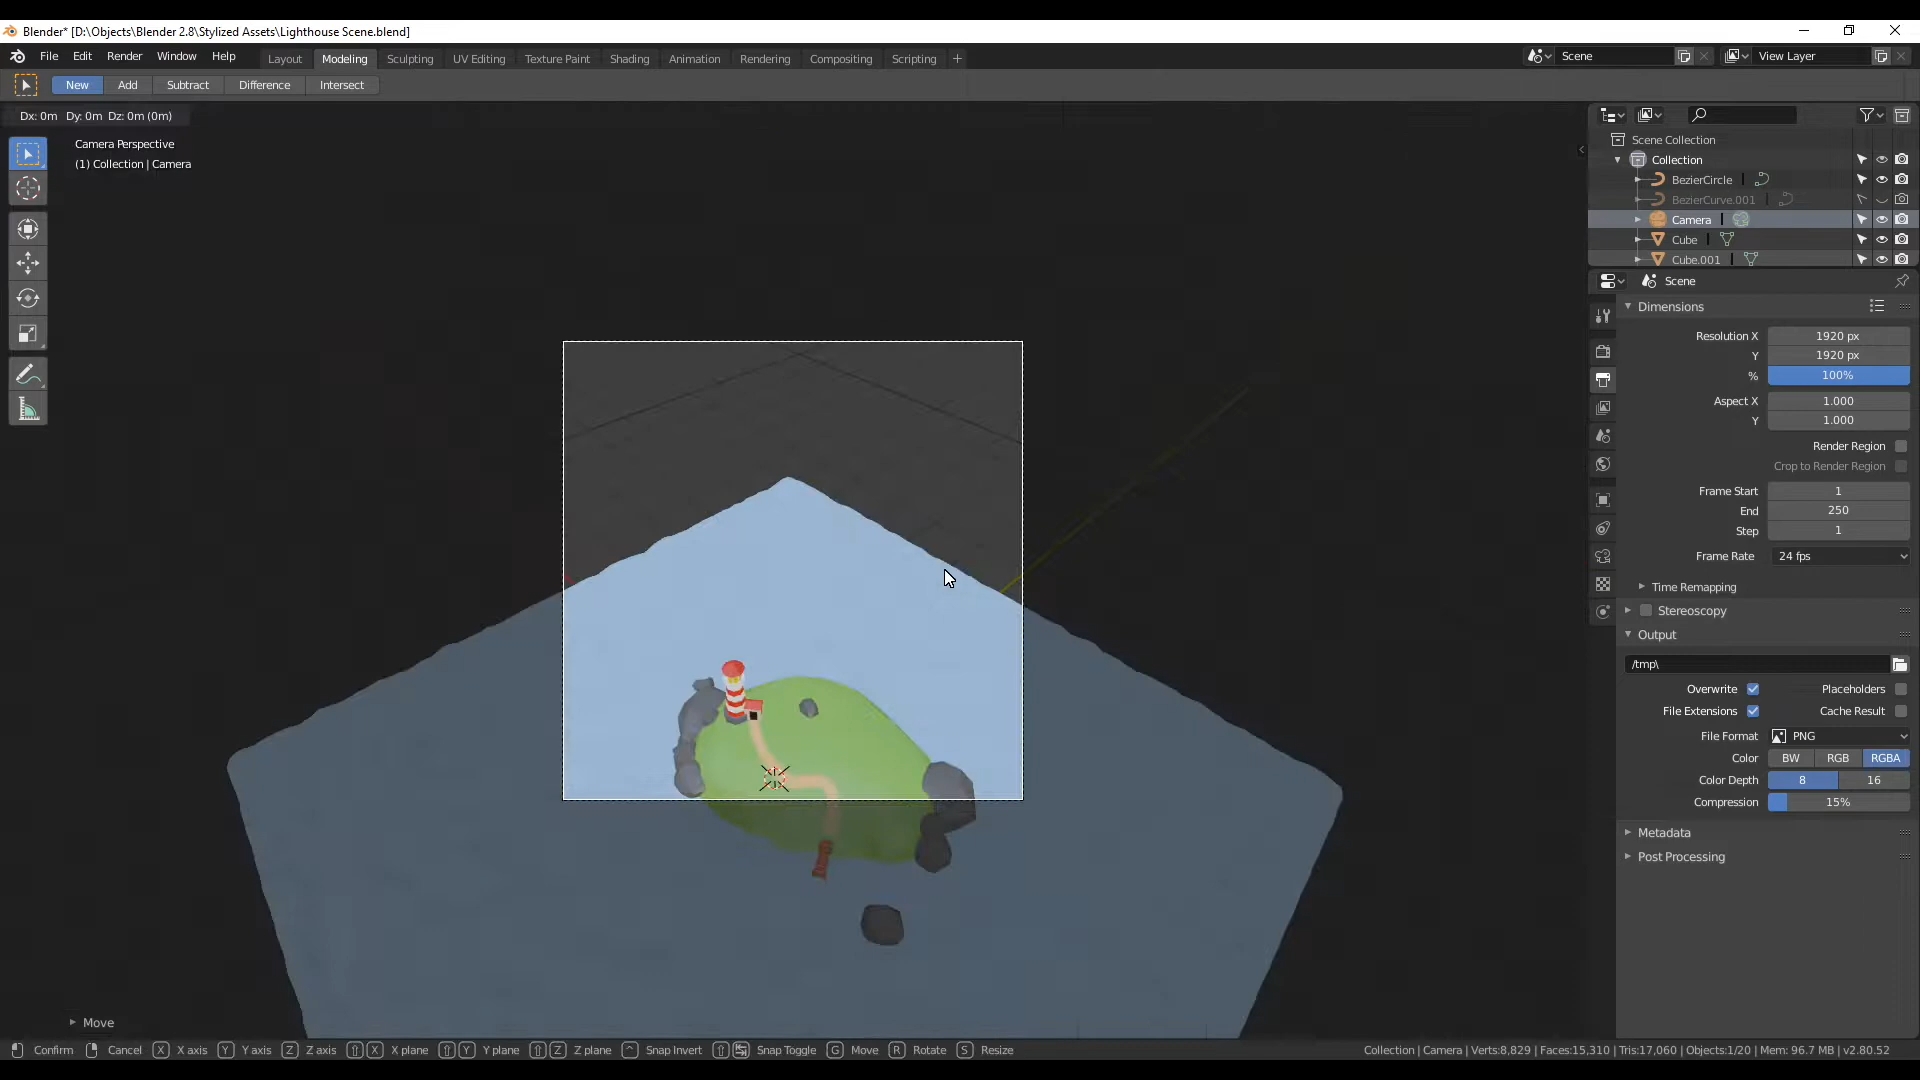 Blender* [D:\Objects\Blender 2.8\Stylized Assets\Lighthouse Scene.blend]
File Edit Render Window Help Layout Modeling Sculpting UV Editing Texture Paint Shading Animation Rendering Compositing Scripting + Scene View Layer
New Add Subtract Difference Intersect
Dx: 0m Dy: 0m Dz: 0m (0m)
Camera Perspective
(1) Collection | Camera
Scene Collection
Collection
BezierCircle
BezierCurve.001
Camera
Cube
Cube.001
Scene
Dimensions
Resolution X 1920 px
Y 1920 px
% 100%
Aspect X 1.000
Y 1.000
Render Region
Crop to Render Region
Frame Start 1
End 250
Step 1
Frame Rate 24 fps
Time Remapping
Stereoscopy
Output
/tmp\
Overwrite Placeholders
File Extensions Cache Result
File Format PNG
Color BW RGB RGBA
Color Depth 8 16
Compression 15%
Metadata
Post Processing
Move
Confirm Cancel X X axis Y Y axis Z Z axis X X plane Y Y plane Z Z plane ^ Snap Invert Snap Toggle G Move R Rotate S Resize
Collection | Camera | Verts:8,829 | Faces:15,310 | Tris:17,060 | Objects:1/20 | Mem: 96.7 MB | v2.80.52